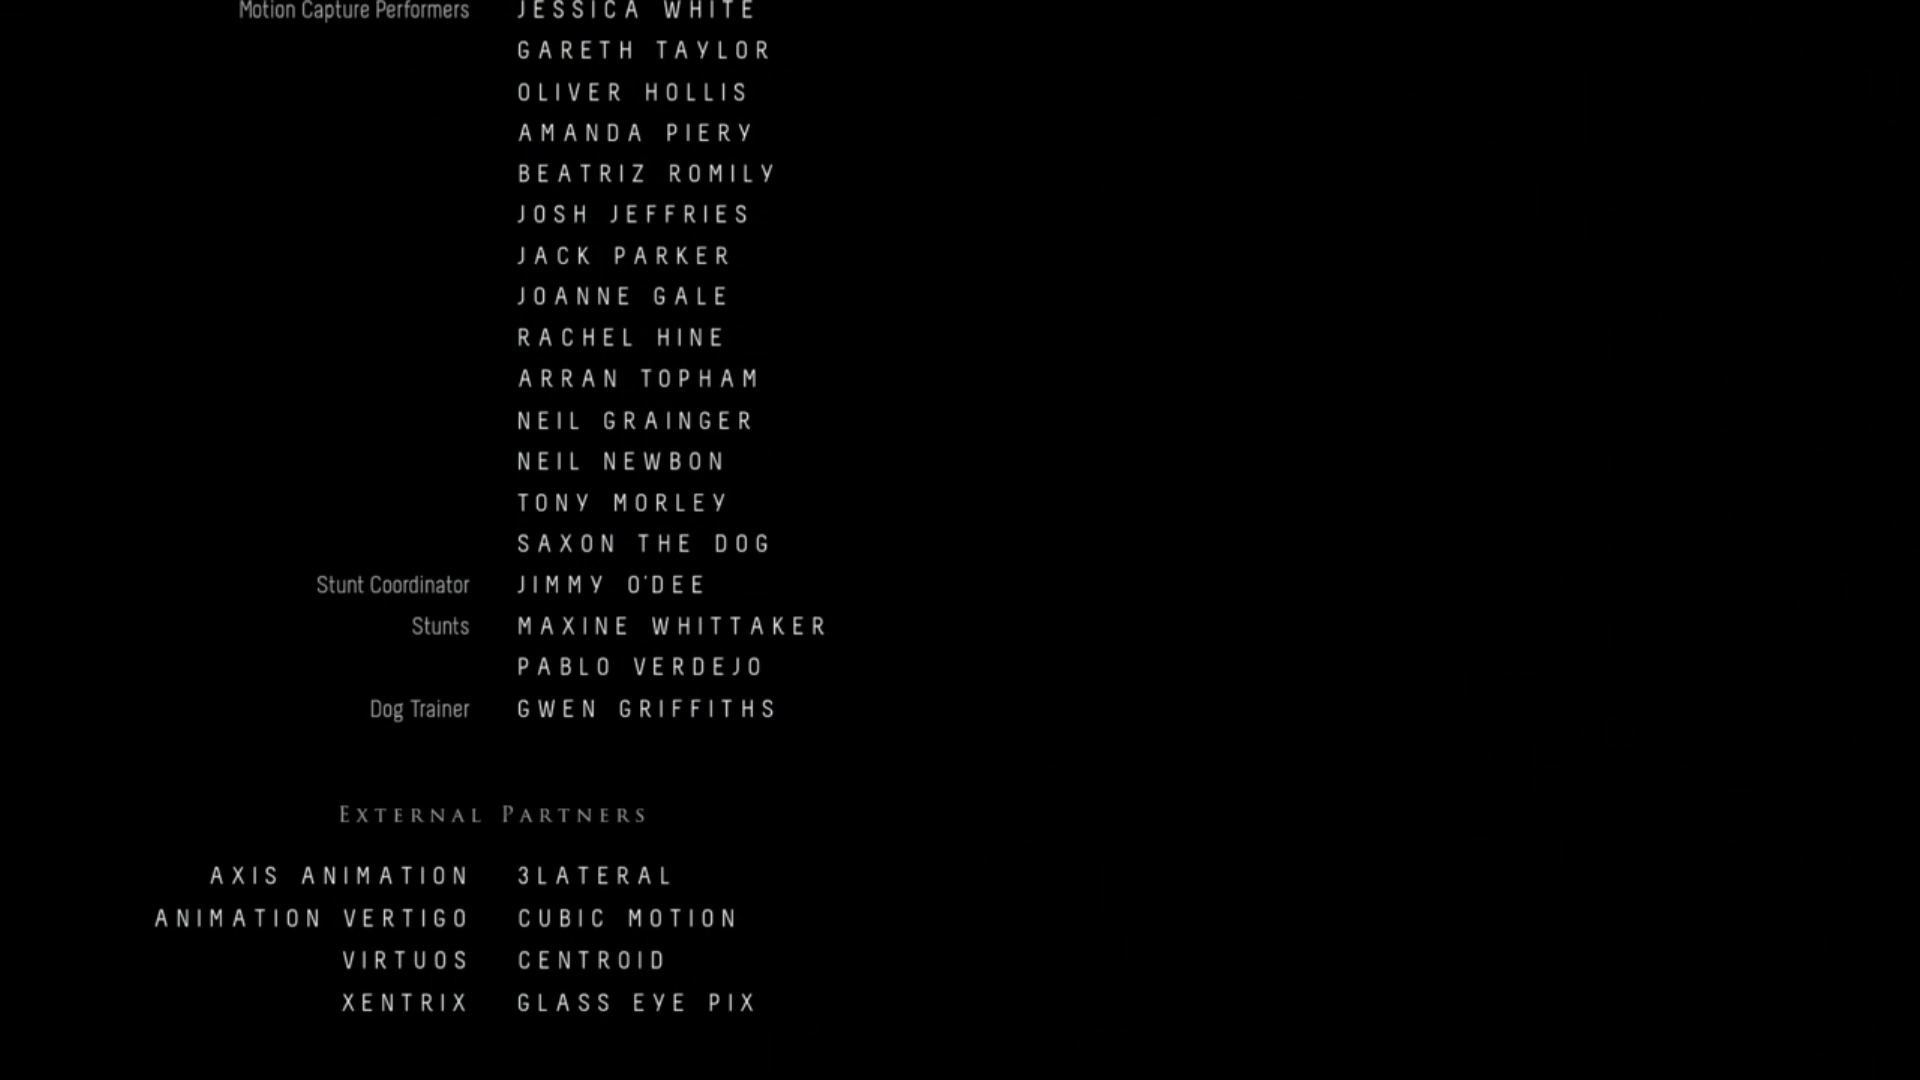 Motion Capture Performers JESSICA WHITE
GARETH TAYLOR
OLIVER HOLLIS
AMANDA PIERY
BEATRIZ ROMILY
JOSH JEFFRIES
JACK PARKER
JOANNE GALE
RACHEL HINE
ARRAN TOPHAM
NEIL GRAINGER
NEIL NEWBON
TONY MORLEY
SAXON THE DOG
Stunt Coordinator JIMMY O'DEE
Stunts MAXINE WHITTAKER
PABLO VERDEJO
Dog Trainer GWEN GRIFFITHS
EXTERNAL PARTNERS
AXIS ANIMATION 3LATERAL
ANIMATION VERTIGO CUBIC MOTION
VIRTUOS CENTROID
XENTRIX GLASS EYE PIX